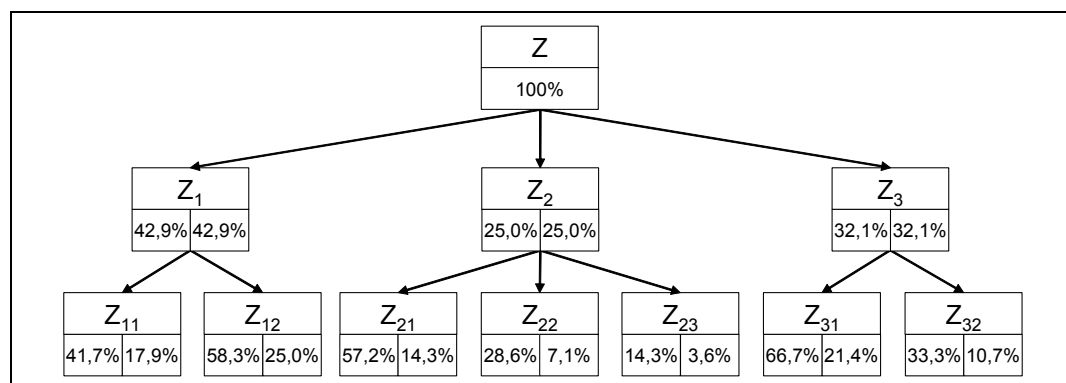 Z
100%
Z1 Z2 Z3
42,9% 42,9% 25,0% 25,0% 32,1% 32,1%
Z11 Z12 Z21 Z22 Z23 Z31 Z32
41,7% 17,9% 58,3% 25,0% 57,2% 14,3% 28,6% 7,1% 14,3% 3,6% 66,7% 21,4% 33,3% 10,7%